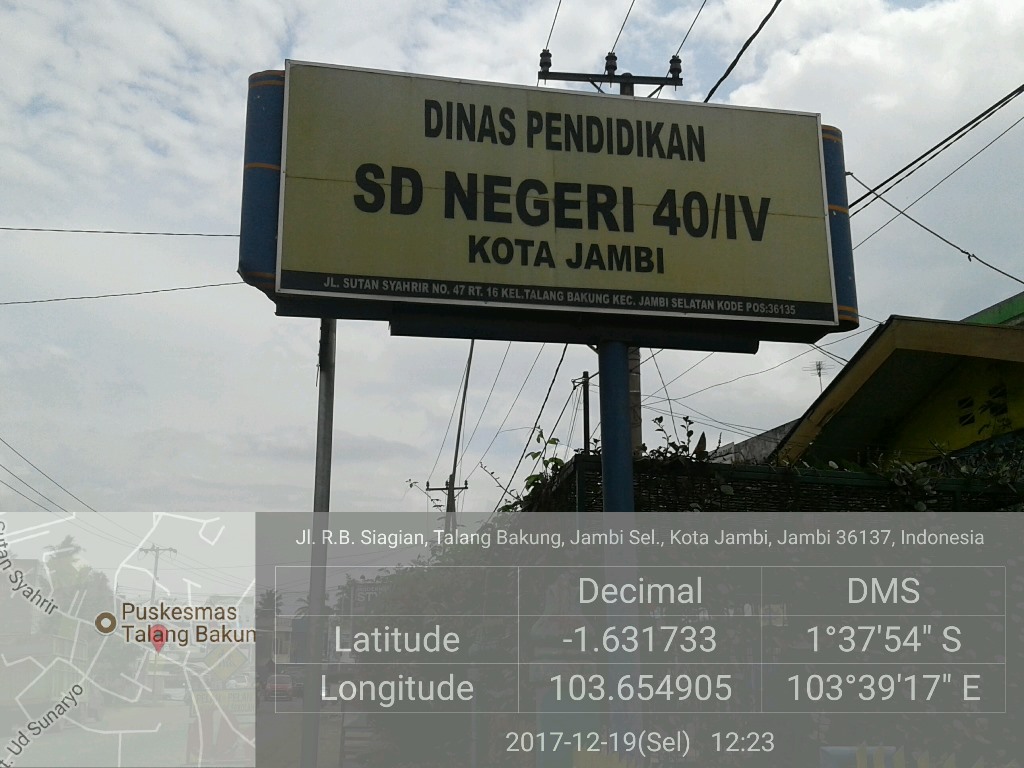 DINAS PENDIDIKAN
SD NEGERI 40/IV
KOTA JAMBI
JL. SUTAN SYAHRIR NO. 47 RT. 16 KEL.TALANG BAKUNG KEC. JAMBI SELATAN KODE POS:36135
Jl. R.B. Siagian, Talang Bakung, Jambi Sel., Kota Jambi, Jambi 36137, Indonesia
Decimal DMS
Latitude -1.631733 1°37'54" S
Longitude 103.654905 103°39'17" E
2017-12-19(Sel) 12:23
Sutan Syahrir
Puskesmas
Talang Bakun
t. Ud Sunaryo